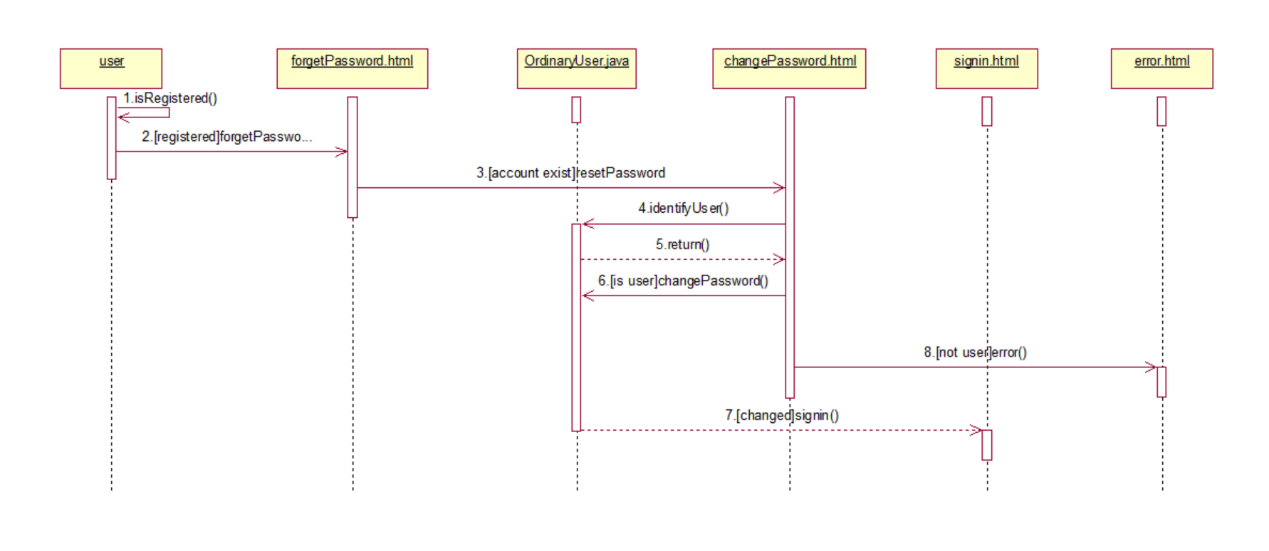 user
forgetPassword.html
OrdinaryUser.java
changePassword.html
signin.html
error.html
1.isRegistered()
2.[registered]forgetPasswo...
3.[account exist]resetPassword
4.identifyUser()
5.return()
6.[is user]changePassword()
8.[not user]error()
7.[changed]signin()